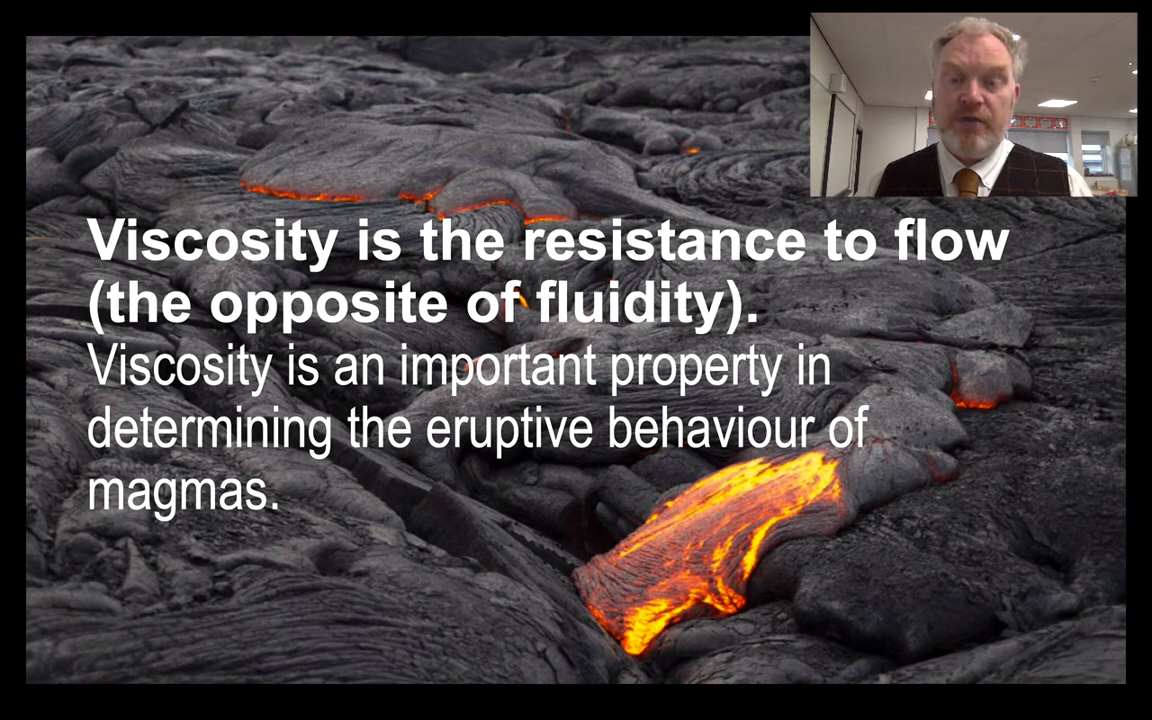 Viscosity is the resistance to flow
(the opposite of fluidity).
Viscosity is an important property in
determining the eruptive behaviour of
magmas.